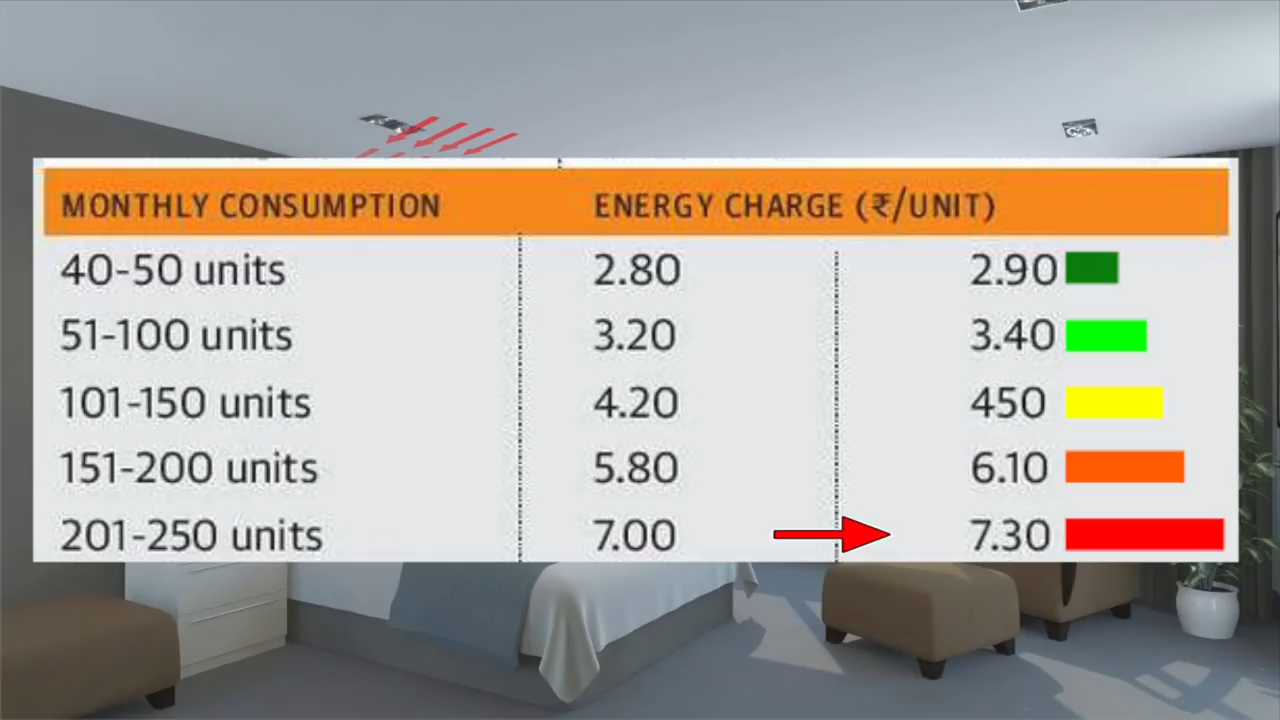 MONTHLY CONSUMPTION ENERGY CHARGE (₹/UNIT)
40-50 units 2.80 2.90
51-100 units 3.20 3.40
101-150 units 4.20 450
151-200 units 5.80 6.10
201-250 units 7.00 7.30